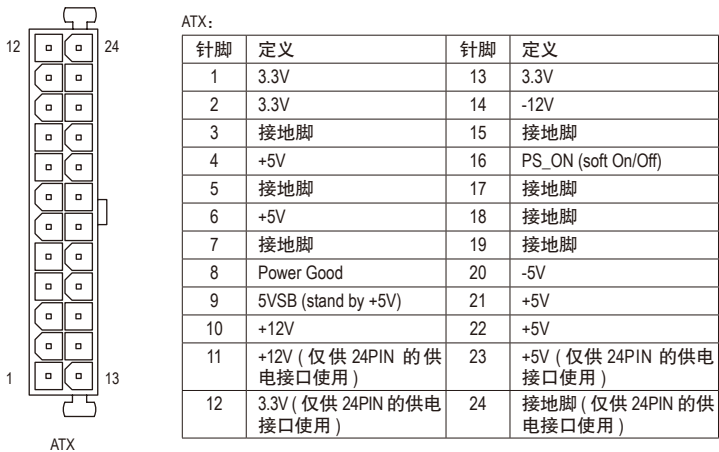 12
24
1
13
ATX
ATX：
针脚 定义 针脚 定义
1 3.3V 13 3.3V
2 3.3V 14 -12V
3 接地脚 15 接地脚
4 +5V 16 PS_ON (soft On/Off)
5 接地脚 17 接地脚
6 +5V 18 接地脚
7 接地脚 19 接地脚
8 Power Good 20 -5V
9 5VSB (stand by +5V) 21 +5V
10 +12V 22 +5V
11 +12V ( 仅供 24PIN 的供 23 +5V ( 仅供 24PIN 的供电
电接口使用 ) 接口使用 )
12 3.3V ( 仅供 24PIN 的供电 24 接地脚 ( 仅供 24PIN 的供
接口使用 ) 电接口使用 )